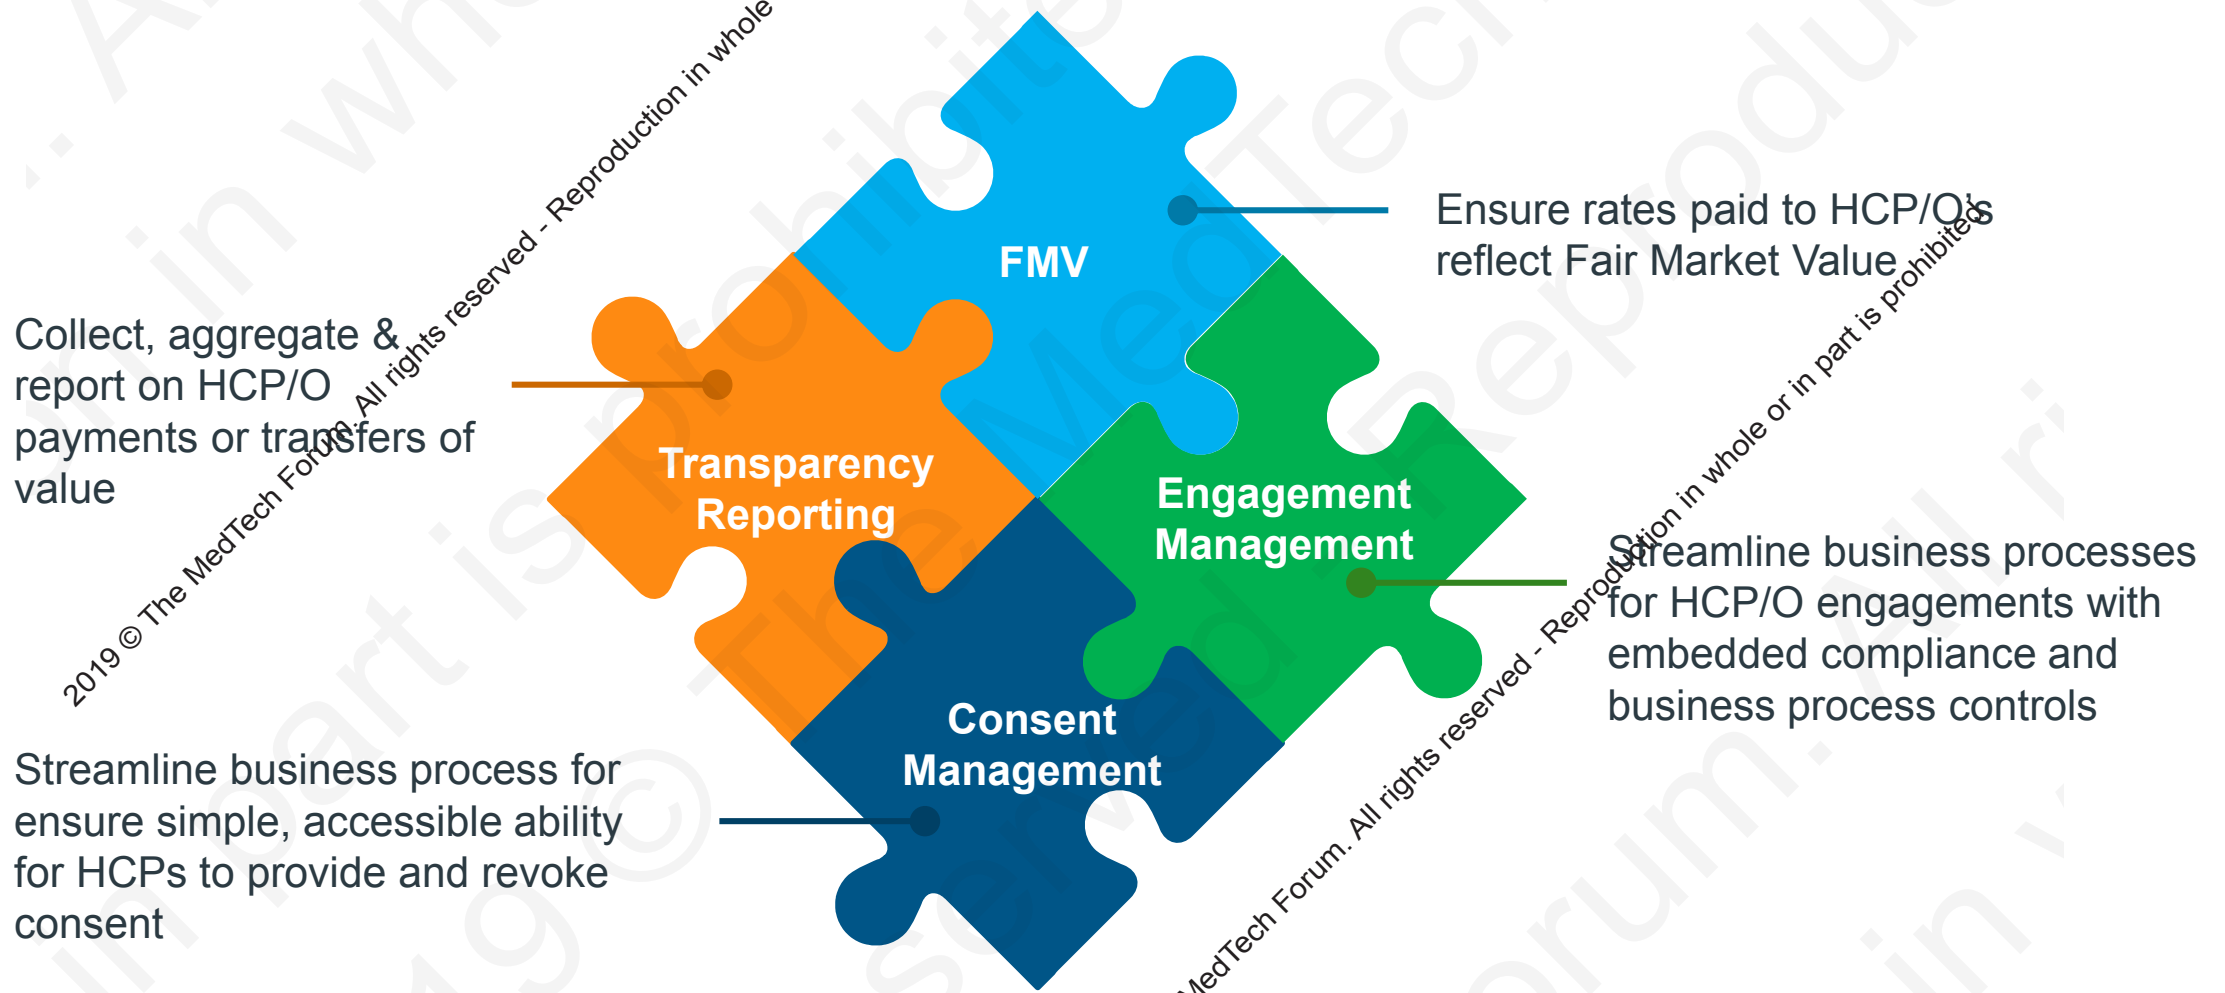 FMV
Ensure rates paid to HCP/O's
reflect Fair Market Value
Collect, aggregate &
report on HCP/O
payments or transfers of
value
Transparency
Reporting
Engagement
Management
Streamline business processes
for HCP/O engagements with
embedded compliance and
business process controls
Consent
Management
Streamline business process for
ensure simple, accessible ability
for HCPs to provide and revoke
consent
2019 © The MedTech Forum. All rights reserved - Reproduction in whole
MedTech Forum. All rights reserved - Reproduction in whole or in part is prohibited